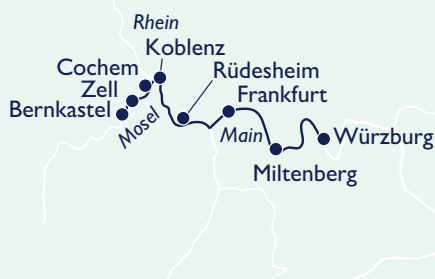 Rhein
Koblenz
Cochem
Rüdesheim
Zell
Frankfurt
Bernkastel
Mosel
Main
Würzburg
Miltenberg